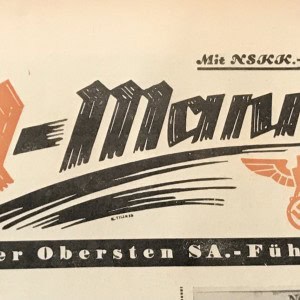 Mit NSKK.-
A-Mann
er Obersten SA.-Füh